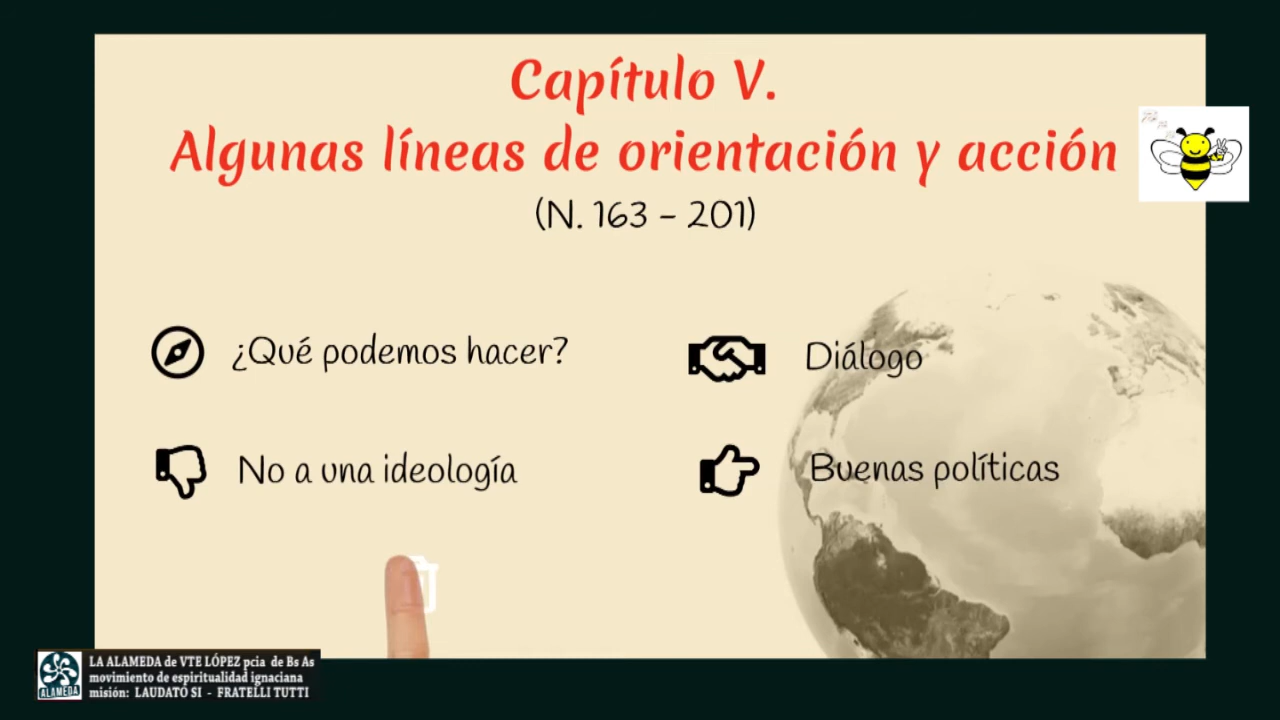 Capítulo V.
Algunas líneas de orientación y acción
(N. 163 - 201)
¿Qué podemos hacer?
Diálogo
No a una ideología
Buenas políticas
LA ALAMEDA de VTE LÓPEZ pcia de Bs As
movimiento de espiritualidad ignaciana
misión: LAUDATO SI - FRATELLI TUTTI
ALAMEDA